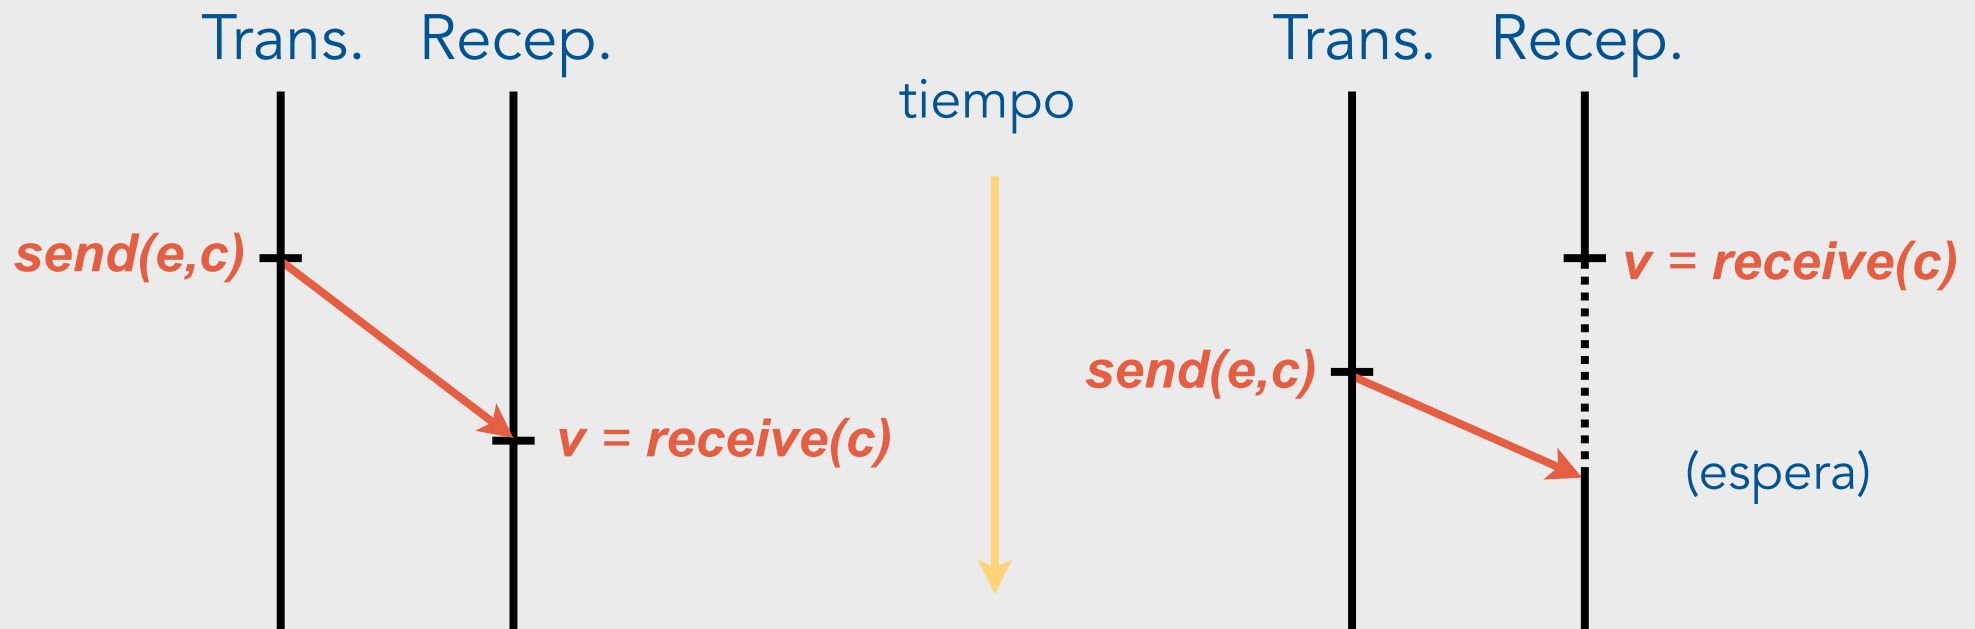 Trans. Recep.
send(e,c)
v = receive(c)
tiempo
Trans. Recep.
v = receive(c)
send(e,c)
(espera)